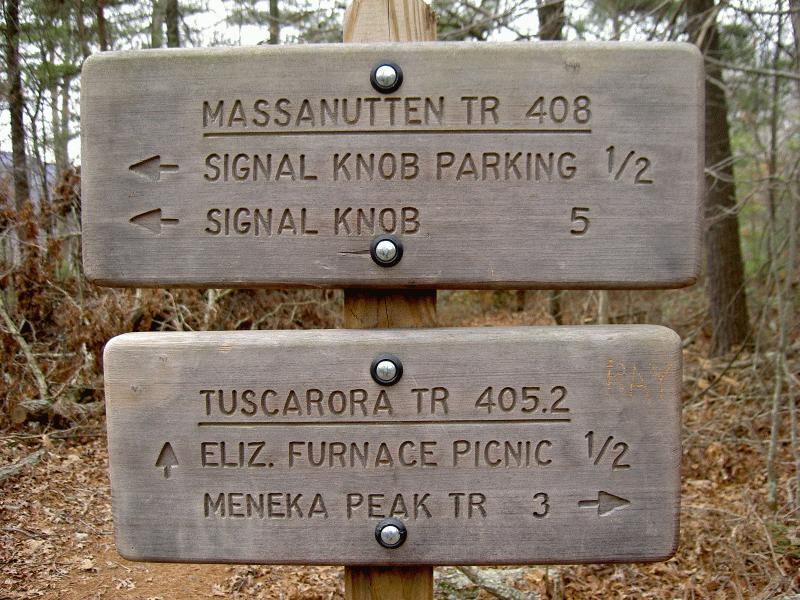 MASSANUTTEN TR 408
SIGNAL KNOB PARKING 1/2
SIGNAL KNOB 5
RAY
TUSCARORA TR 405.2
ELIZ. FURNACE PICNIC 1/2
MENEKA PEAK TR 3